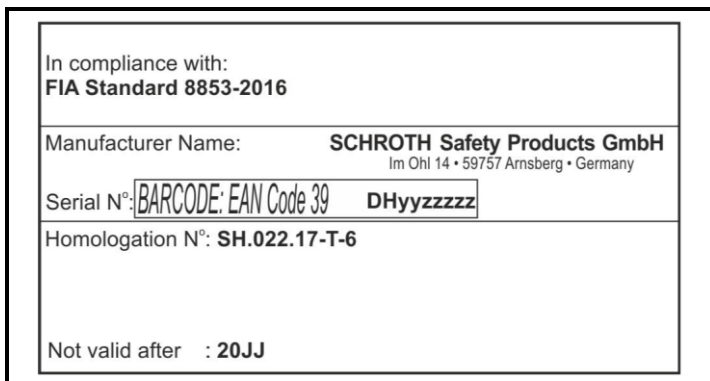 In compliance with:
FIA Standard 8853-2016
Manufacturer Name: SCHROTH Safety Products GmbH
Im Ohl 14 • 59757 Arnsberg • Germany
Serial N°: BARCODE: EAN Code 39 DHyyzzzzz
Homologation N°: SH.022.17-T-6
Not valid after : 20JJ